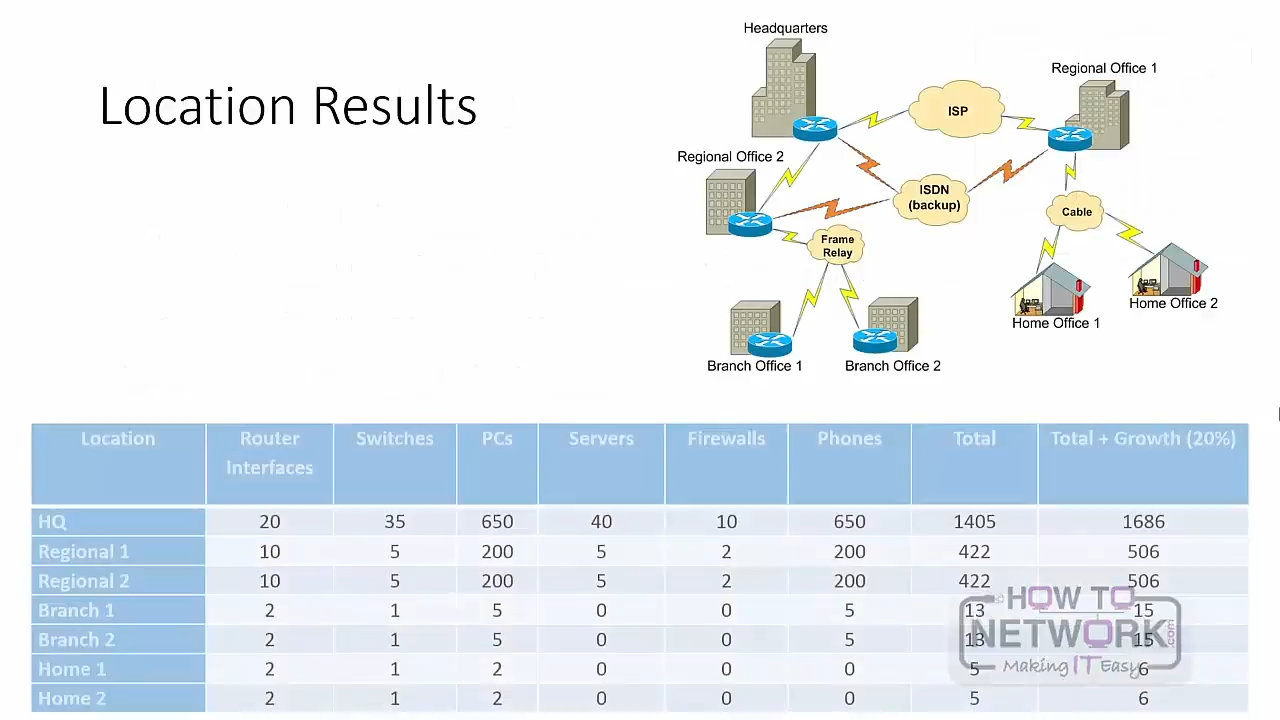 Headquarters
Regional Office 1
ISP
Location Results
Regional Office 2
ISDN
(backup)
Cable
Frame
Relay
Home Office 2
Home Office 1
Branch Office 1
Branch Office 2
Location Router Interfaces Switches PCs Servers Firewalls Phones Total Total + Growth (20%)
HQ 20 35 650 40 10 650 1405 1686
Regional 1 10 5 200 5 2 200 422 506
Regional 2 10 5 200 5 2 200 422 506
Branch 1 2 1 5 0 0 5 13 15
Branch 2 2 1 5 0 0 5 13 15
Home 1 2 1 2 0 0 0 5 6
Home 2 2 1 2 0 0 0 5 6
HOW TO
NETWORK.com
Making IT Easy